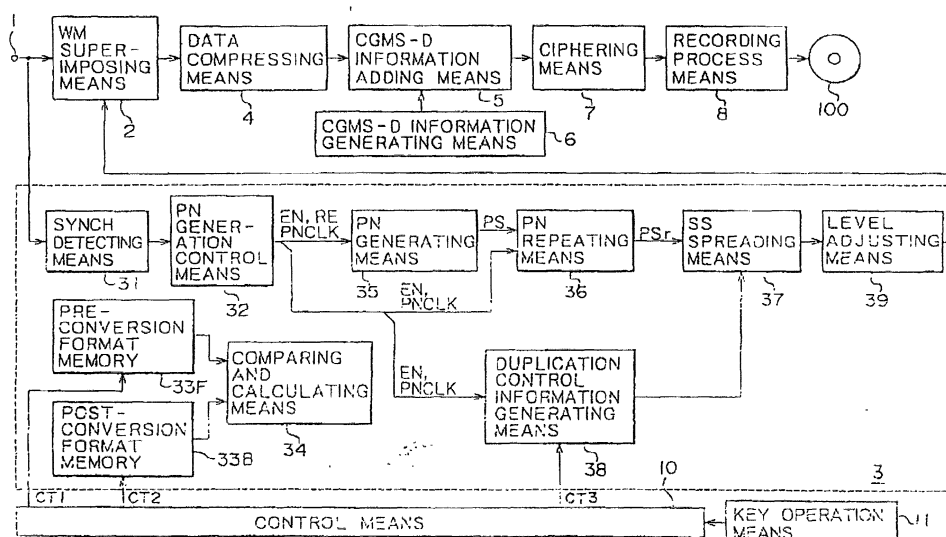 1
WM
SUPER-
IMPOSING
MEANS
2
DATA
COMPRESSING
MEANS
4
CGMS-D
INFORMATION
ADDING MEANS
5
CIPHERING
MEANS
7
RECORDING
PROCESS
MEANS
8
100
CGMS-D INFORMATION
GENERATING MEANS
6
SYNCH
DETECTING
MEANS
31
PN
GENER-
ATION
CONTROL
MEANS
32
EN, RE
PNCLK
PN
GENERATING
MEANS
35
PS
PN
REPEATING
MEANS
36
PSr
SS
SPREADING
MEANS
37
LEVEL
ADJUSTING
MEANS
39
EN,
PNCLK
PRE-
CONVERSION
FORMAT
MEMORY
33F
COMPARING
AND
CALCULATING
MEANS
34
EN,
PNCLK
DUPLICATION
CONTROL
INFORMATION
GENERATING
MEANS
38
POST-
CONVERSION
FORMAT
MEMORY
33B
3
CT1
CT2
CT3
10
CONTROL MEANS
KEY OPERATION
MEANS
11